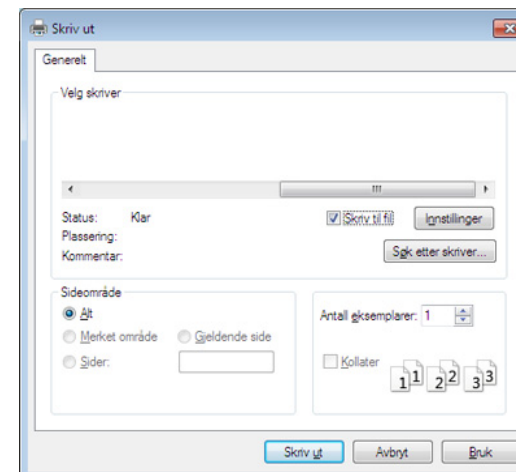 Skriv ut
Generelt
Velg skriver
Status: Klar
Skriv til fil
Innstillinger
Plassering:
Kommentar:
Søk etter skriver...
Sideområde
Alt
Merket område
Gjeldende side
Sider:
Antall eksemplarer: 1
Kollater
1 1 2 2 3 3
Skriv ut
Avbryt
Bruk